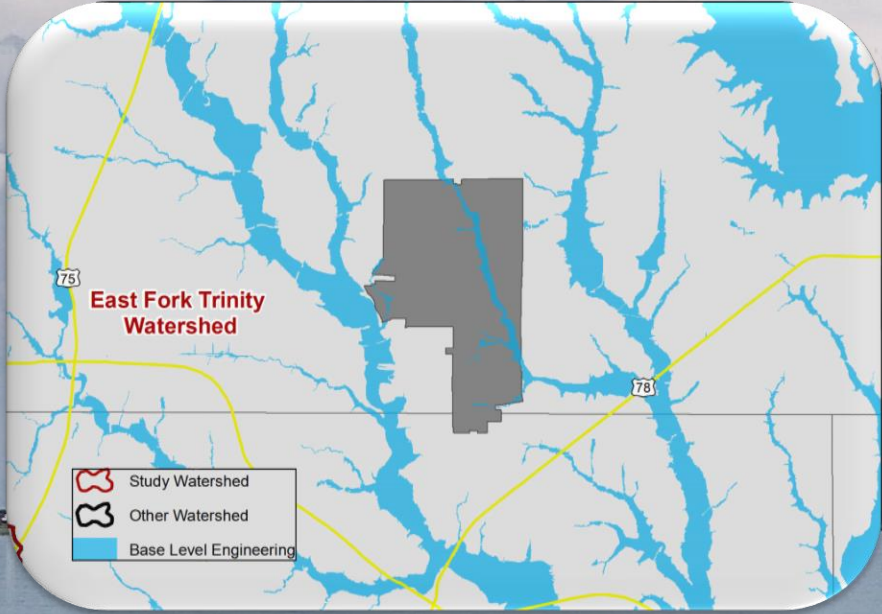 75
East Fork Trinity
Watershed
78
Study Watershed
Other Watershed
Base Level Engineering